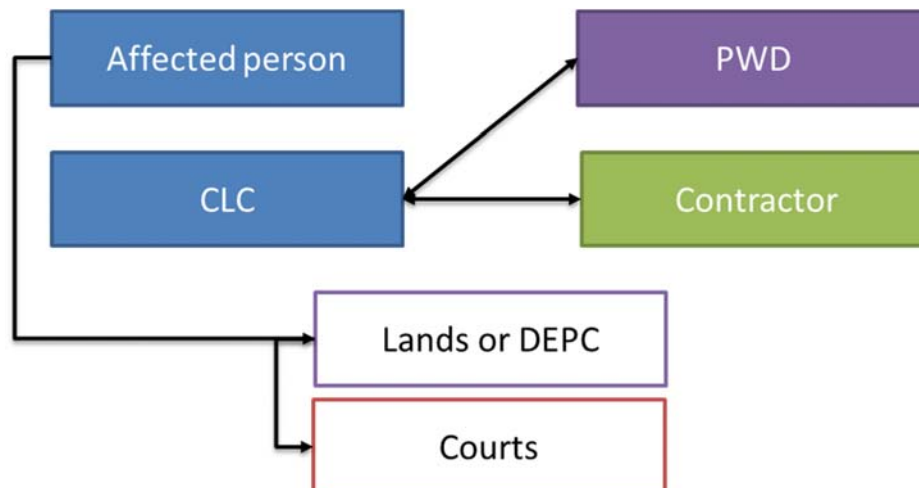 Affected person
PWD
CLC
Contractor
Lands or DEPC
Courts